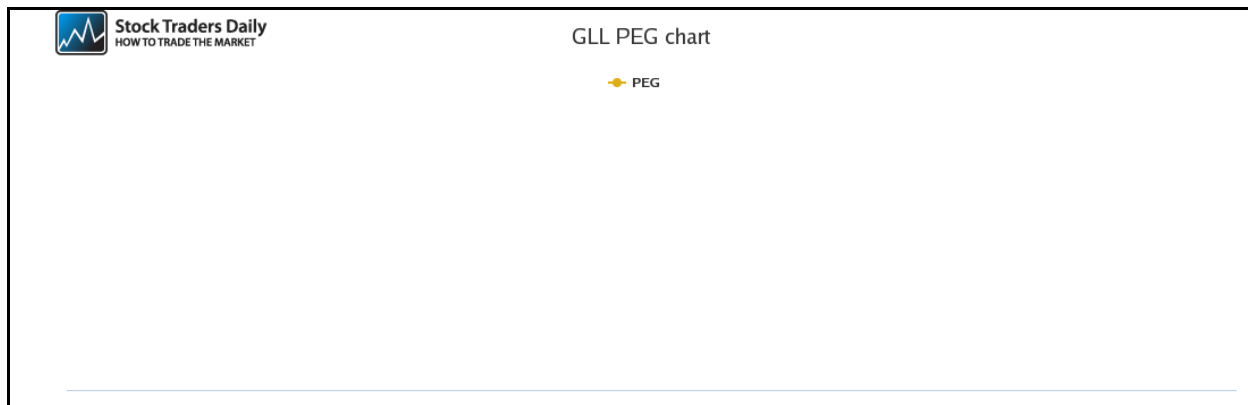 Stock Traders Daily
HOW TO TRADE THE MARKET
GLL PEG chart
PEG